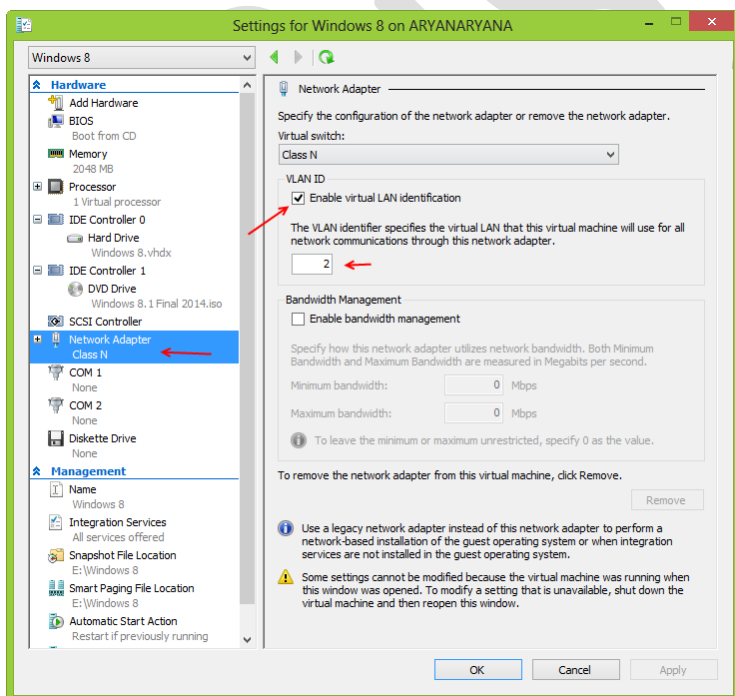 Settings for Windows 8 on ARYANARYANA
Windows 8
Hardware
Add Hardware
BIOS
Boot from CD
Memory
2048 MB
Processor
1 Virtual processor
IDE Controller 0
Hard Drive
Windows 8.vhdx
IDE Controller 1
DVD Drive
Windows 8.1 Final 2014.iso
SCSI Controller
Network Adapter
Class N
COM 1
None
COM 2
None
Diskette Drive
None
Management
Name
Windows 8
Integration Services
All services offered
Snapshot File Location
E:\Windows 8
Smart Paging File Location
E:\Windows 8
Automatic Start Action
Restart if previously running
Network Adapter
Specify the configuration of the network adapter or remove the network adapter.
Virtual switch:
Class N
VLAN ID
Enable virtual LAN identification
The VLAN identifier specifies the virtual LAN that this virtual machine will use for all
network communications through this network adapter.
2
Bandwidth Management
Enable bandwidth management
Specify how this network adapter utilizes network bandwidth. Both Minimum
Bandwidth and Maximum Bandwidth are measured in Megabits per second.
Minimum bandwidth: 0 Mbps
Maximum bandwidth: 0 Mbps
To leave the minimum or maximum unrestricted, specify 0 as the value.
To remove the network adapter from this virtual machine, click Remove.
Remove
Use a legacy network adapter instead of this network adapter to perform a
network-based installation of the guest operating system or when integration
services are not installed in the guest operating system.
Some settings cannot be modified because the virtual machine was running when
this window was opened. To modify a setting that is unavailable, shut down the
virtual machine and then reopen this window.
OK Cancel Apply